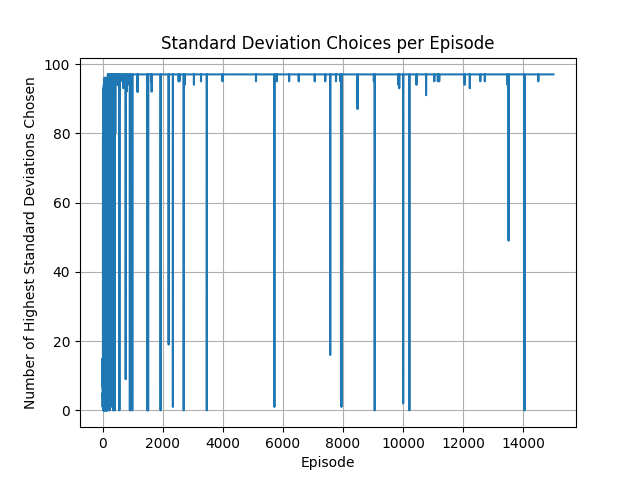 Standard Deviation Choices per Episode
Number of Highest Standard Deviations Chosen
100
80
60
40
20
0
0 2000 4000 6000 8000 10000 12000 14000
Episode